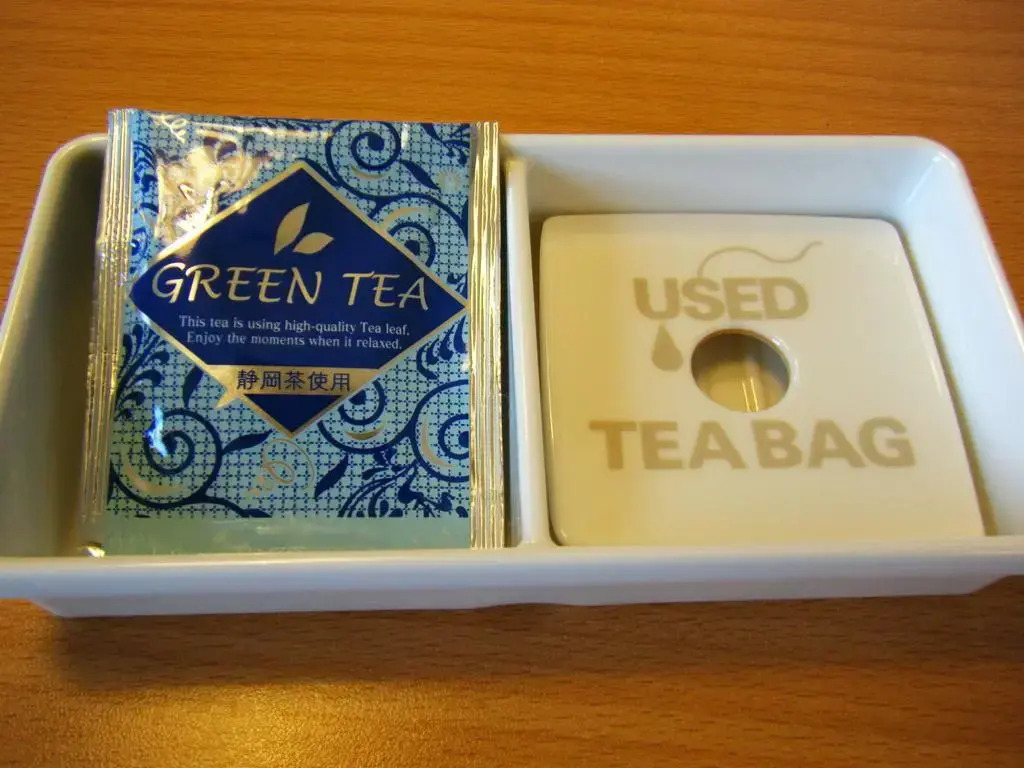 GREEN TEA
This tea is using high-quality Tea leaf.
Enjoy the moments when it relaxed.
静岡茶使用
USED
TEA BAG